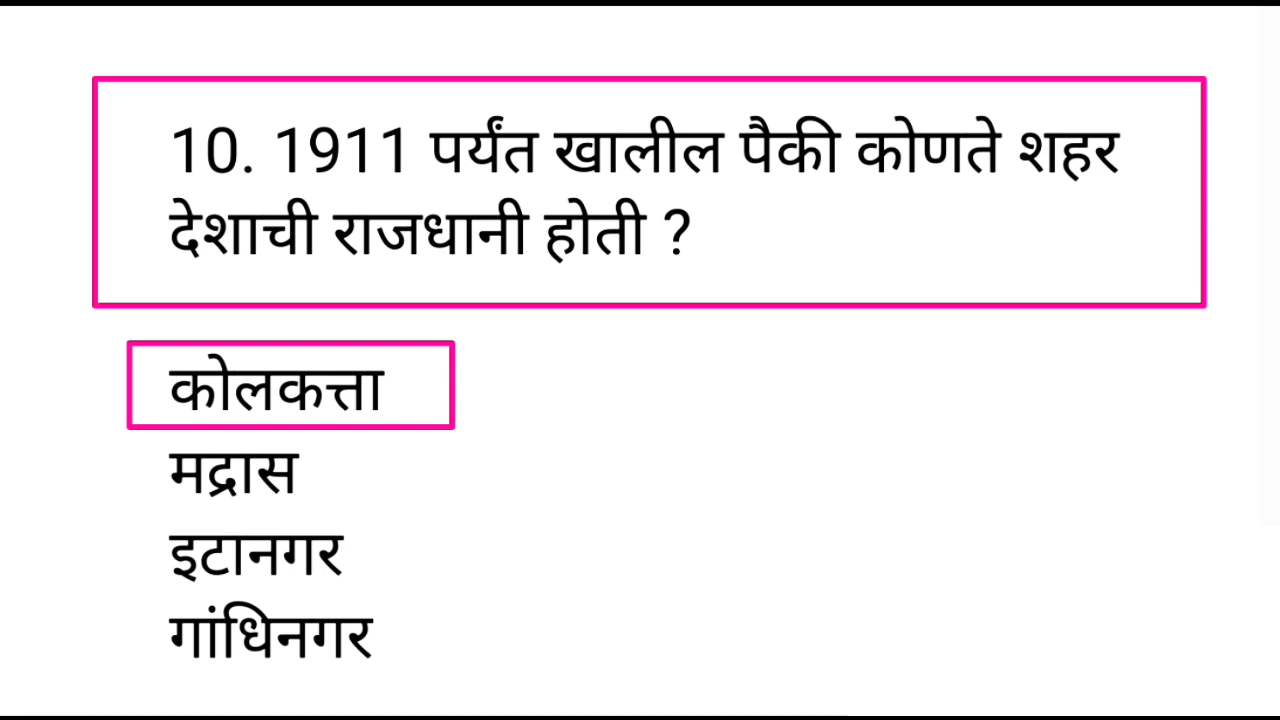 10. 1911 पर्यंत खालील पैकी कोणते शहर
देशाची राजधानी होती ?
कोलकत्ता
मद्रास
इटानगर
गांधिनगर